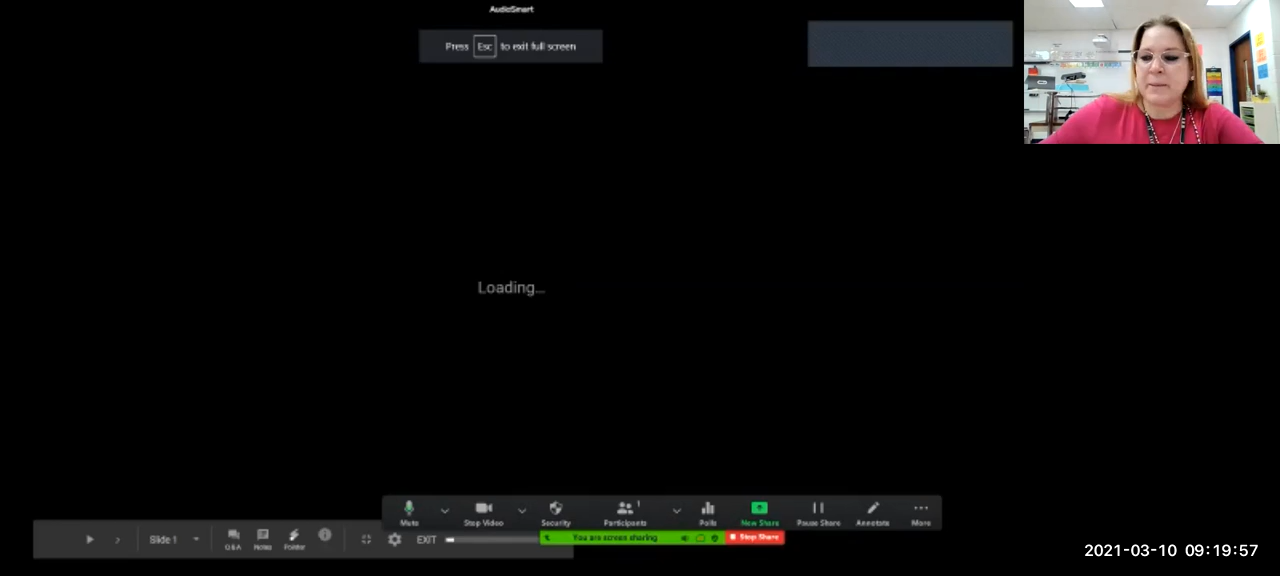 AudioSmart
Press Esc to exit full screen
Loading...
Mute
Stop Video
Security
Participants
1
Polls
New Share
Pause Share
Annotate
More
Slide 1
Q&A
Notes
Pointer
EXIT
You are screen sharing
Stop Share
2021-03-10 09:19:57